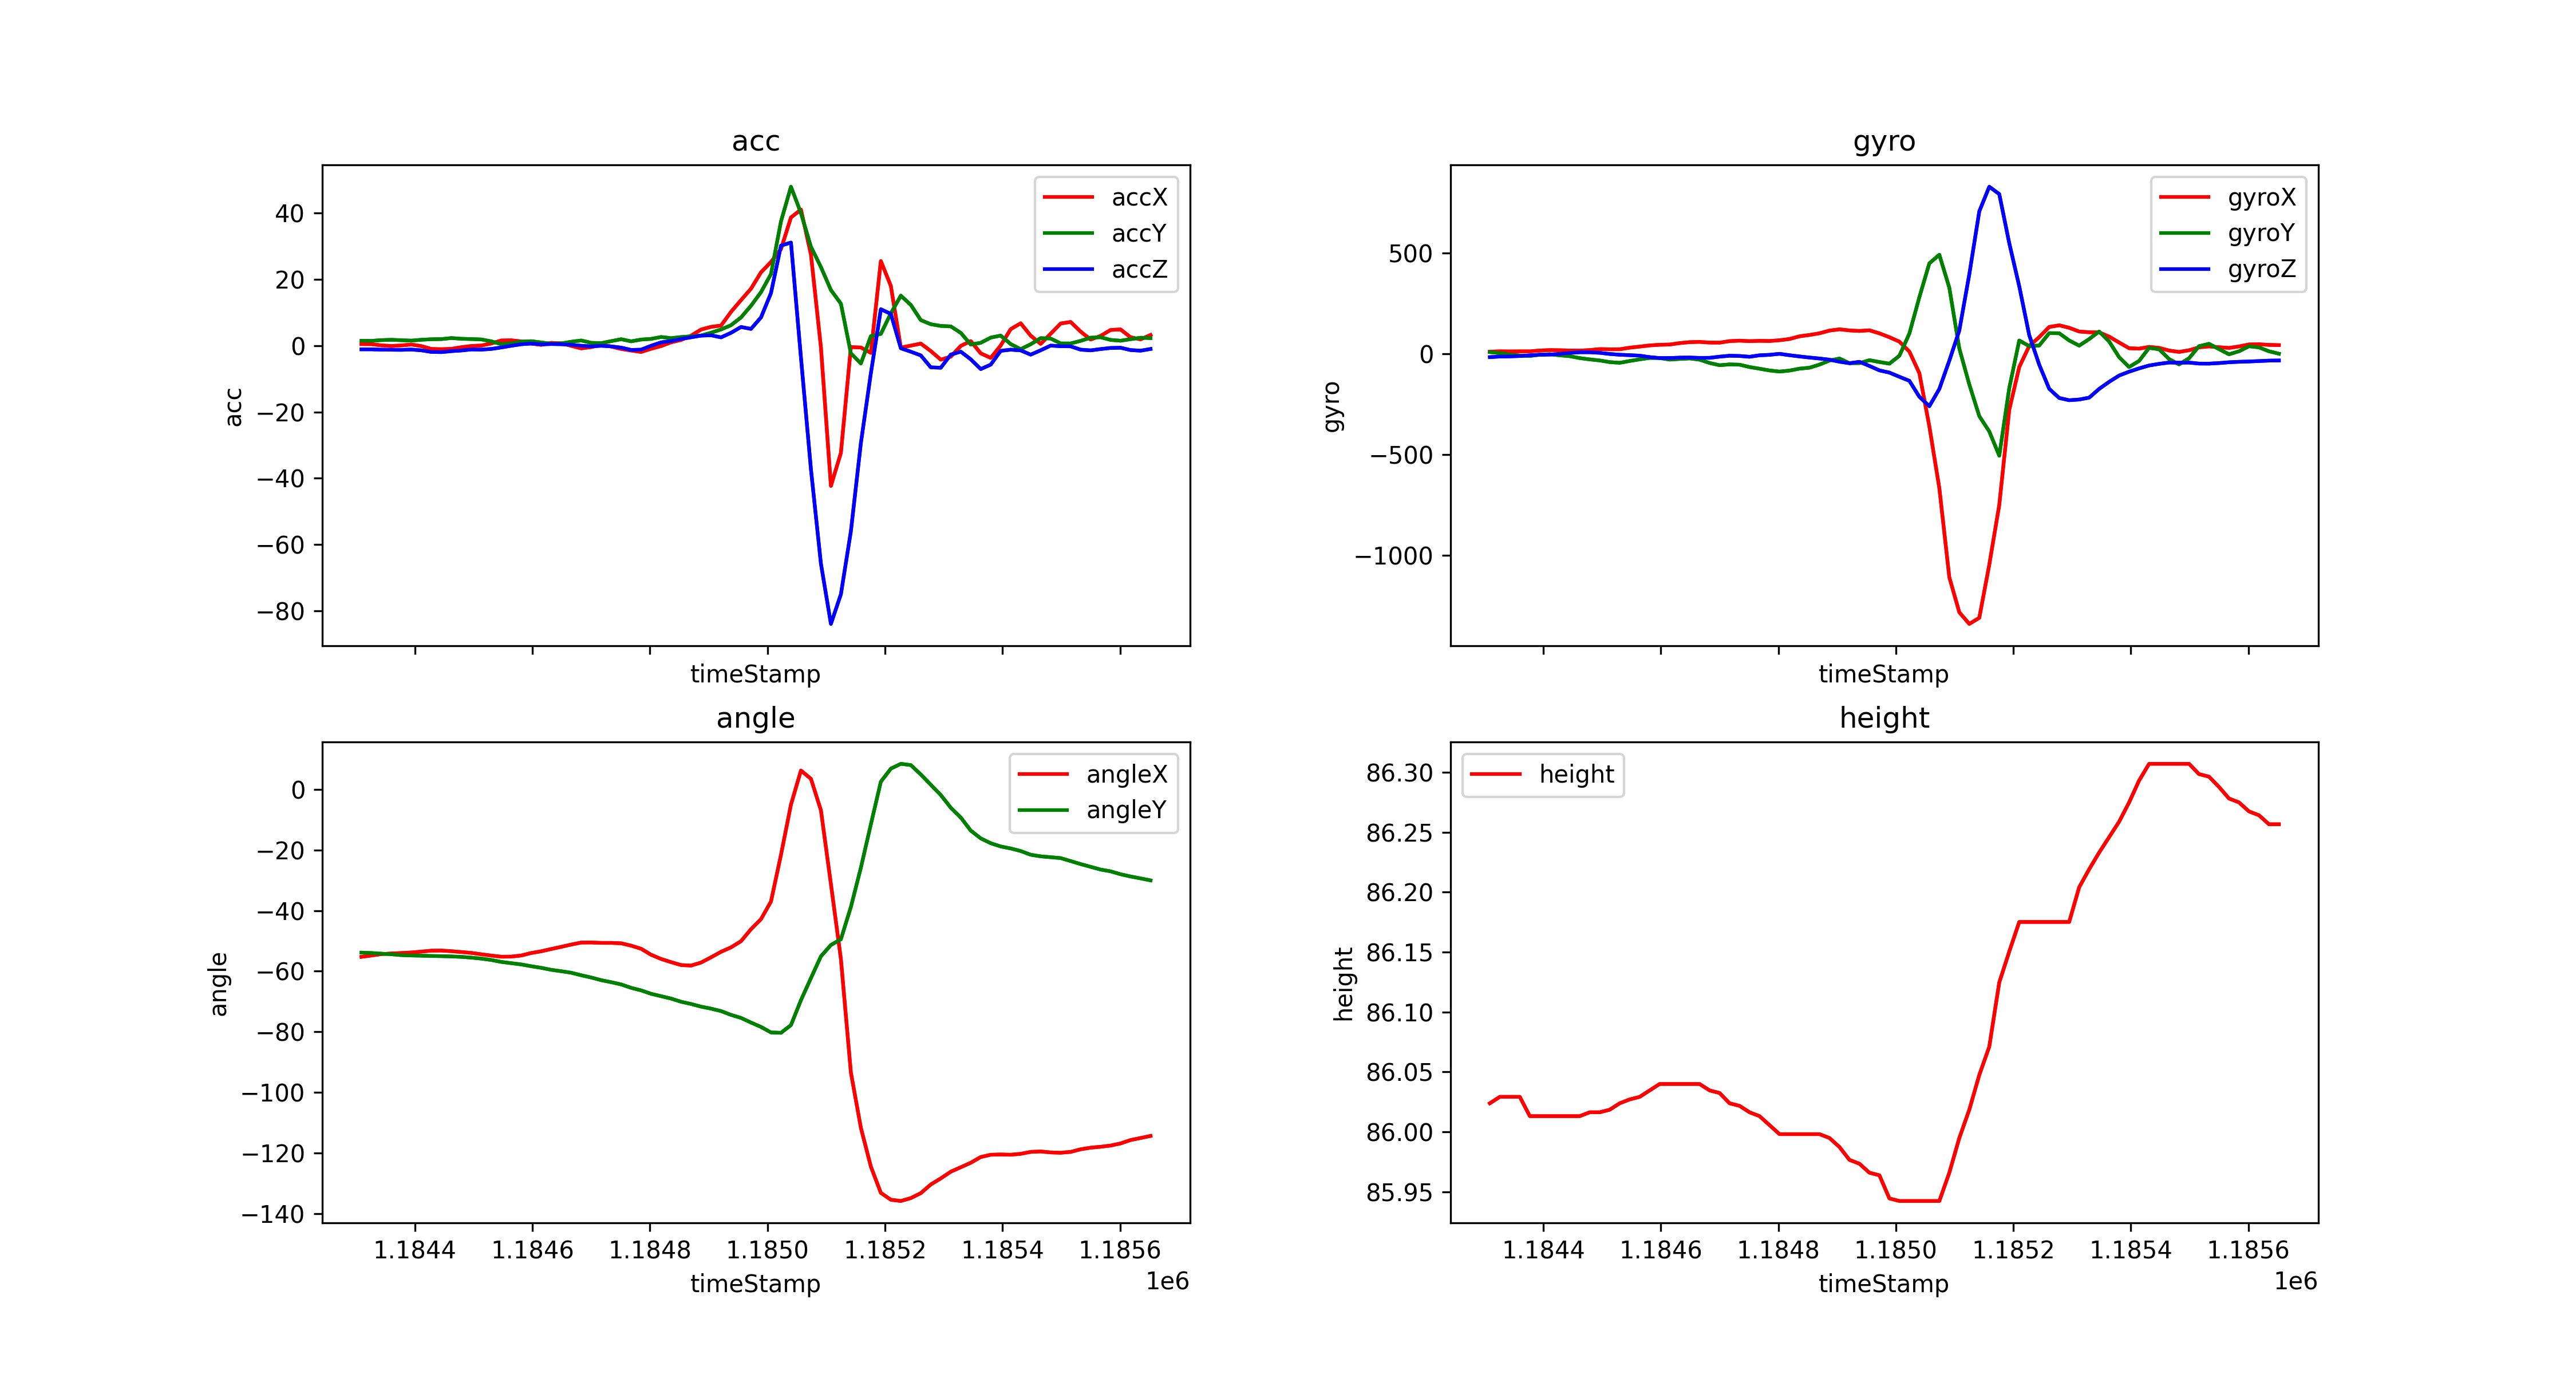 acc
accX
accY
accZ
40
20
0
−20
−40
−60
−80
acc
timeStamp
gyro
gyroX
gyroY
gyroZ
500
0
−500
−1000
gyro
timeStamp
angle
angleX
angleY
0
−20
−40
−60
−80
−100
−120
−140
angle
1.1844 1.1846 1.1848 1.1850 1.1852 1.1854 1.1856
timeStamp
1e6
height
height
86.30
86.25
86.20
86.15
86.10
86.05
86.00
85.95
height
1.1844 1.1846 1.1848 1.1850 1.1852 1.1854 1.1856
timeStamp
1e6